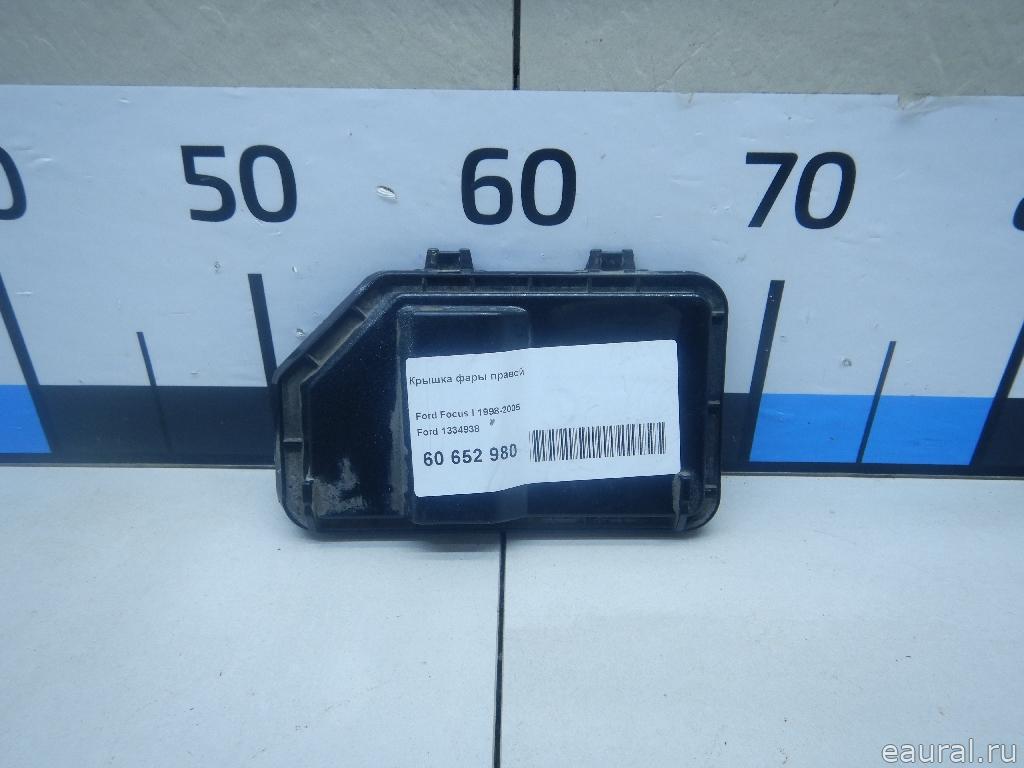 50 60 70
Крышка фары правой
Ford Focus I 1998-2005
Ford 1334938
60 652 980
eaural.ru